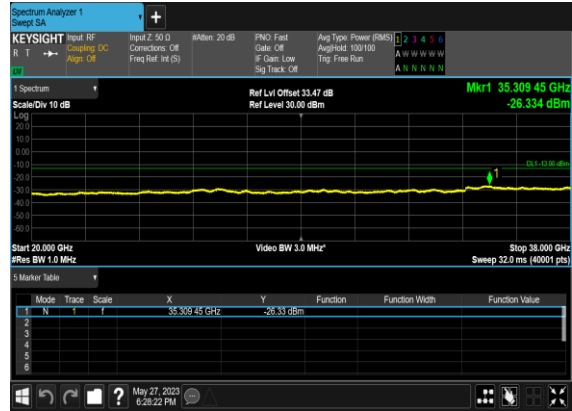 Spectrum Analyzer 1
Swept SA
+
KEYSIGHT
R T
Input: RF
Coupling: DC
Align: Off
Input Z: 50 Ω
Corrections: Off
Freq Ref: Int (S)
#Atten: 20 dB
PNO: Fast
Gate: Off
IF Gain: Low
Sig Track: Off
Avg Type: Power (RMS)
Avg|Hold: 100/100
Trig: Free Run
1 2 3 4 5 6
A W W W W W
A N N N N N
1 Spectrum
Scale/Div 10 dB
Ref Lvl Offset 33.47 dB
Ref Level 30.00 dBm
Mkr1 35.309 45 GHz
-26.334 dBm
Log
20.0
10.0
0.00
-10.0
DL1 -13.00 dBm
1
-20.0
-30.0
-40.0
-50.0
-60.0
Start 20.000 GHz
Video BW 3.0 MHz*
Stop 38.000 GHz
#Res BW 1.0 MHz
Sweep 32.0 ms (40001 pts)
5 Marker Table
Mode Trace Scale X Y Function Function Width Function Value
1 N 1 f 35.309 45 GHz -26.33 dBm
2
3
4
5
6
? May 27, 2023
6:28:22 PM